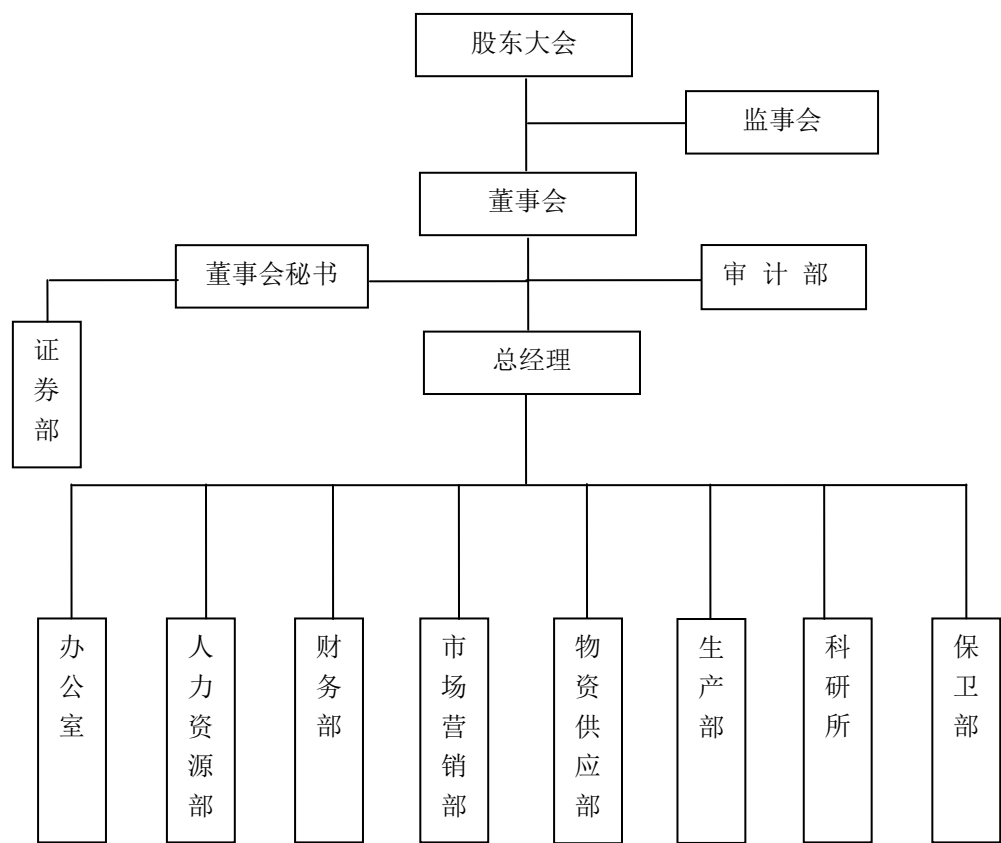 股东大会
监事会
董事会
董事会秘书
审 计 部
证券部
总经理
办公室
人力资源部
财务部
市场营销部
物资供应部
生产部
科研所
保卫部